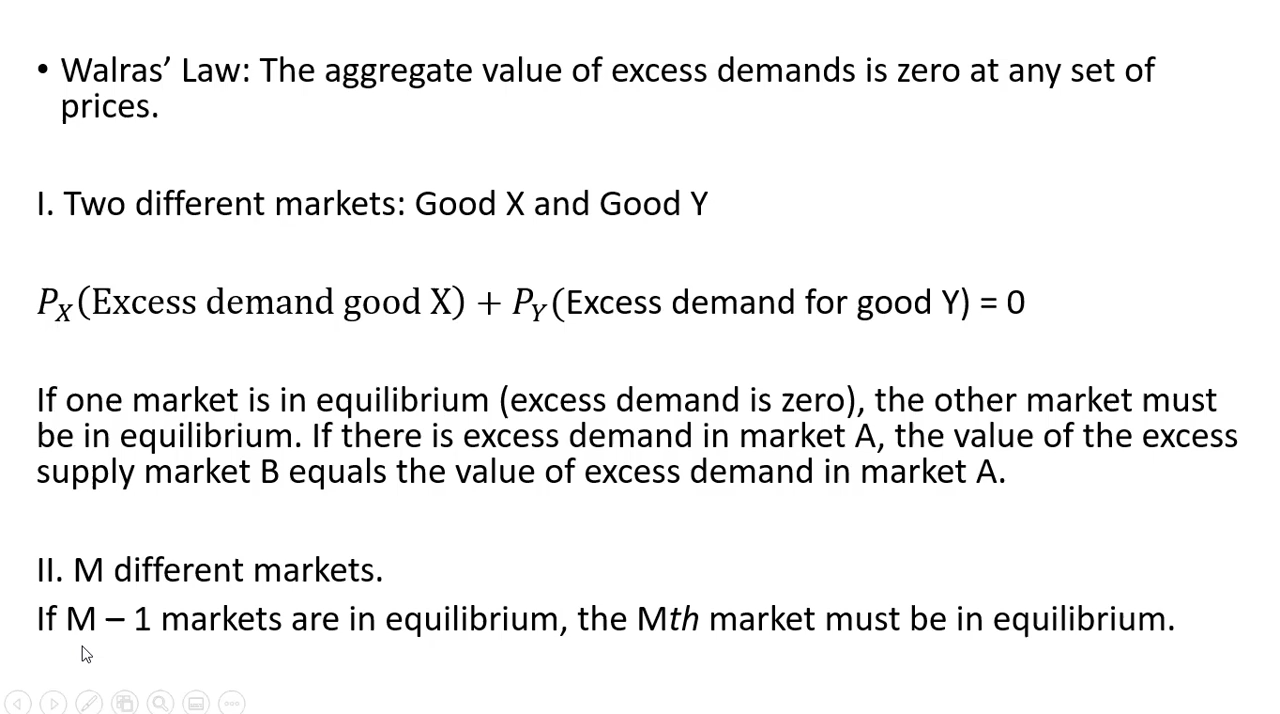 • Walras’ Law: The aggregate value of excess demands is zero at any set of
prices.
I. Two different markets: Good X and Good Y
P_X(Excess demand good X) + P_Y(Excess demand for good Y) = 0
If one market is in equilibrium (excess demand is zero), the other market must
be in equilibrium. If there is excess demand in market A, the value of the excess
supply market B equals the value of excess demand in market A.
II. M different markets.
If M – 1 markets are in equilibrium, the Mth market must be in equilibrium.